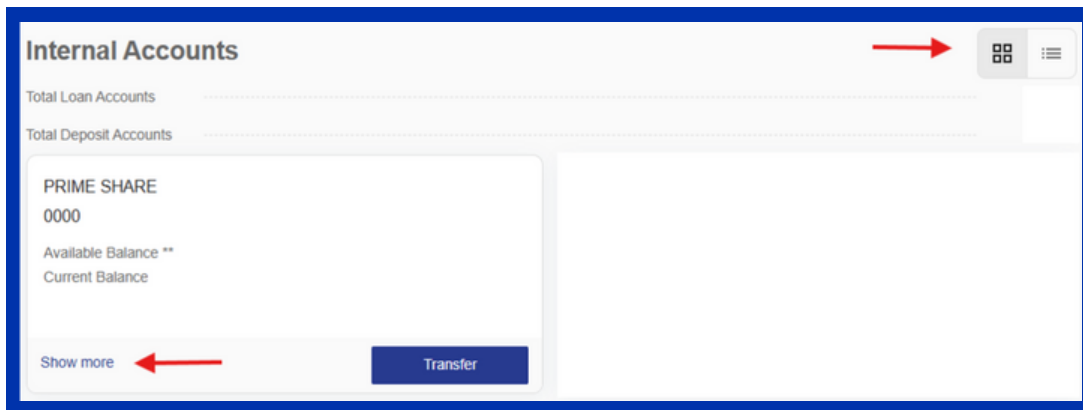 Internal Accounts
Total Loan Accounts
Total Deposit Accounts
PRIME SHARE
0000
Available Balance **
Current Balance
Show more
Transfer